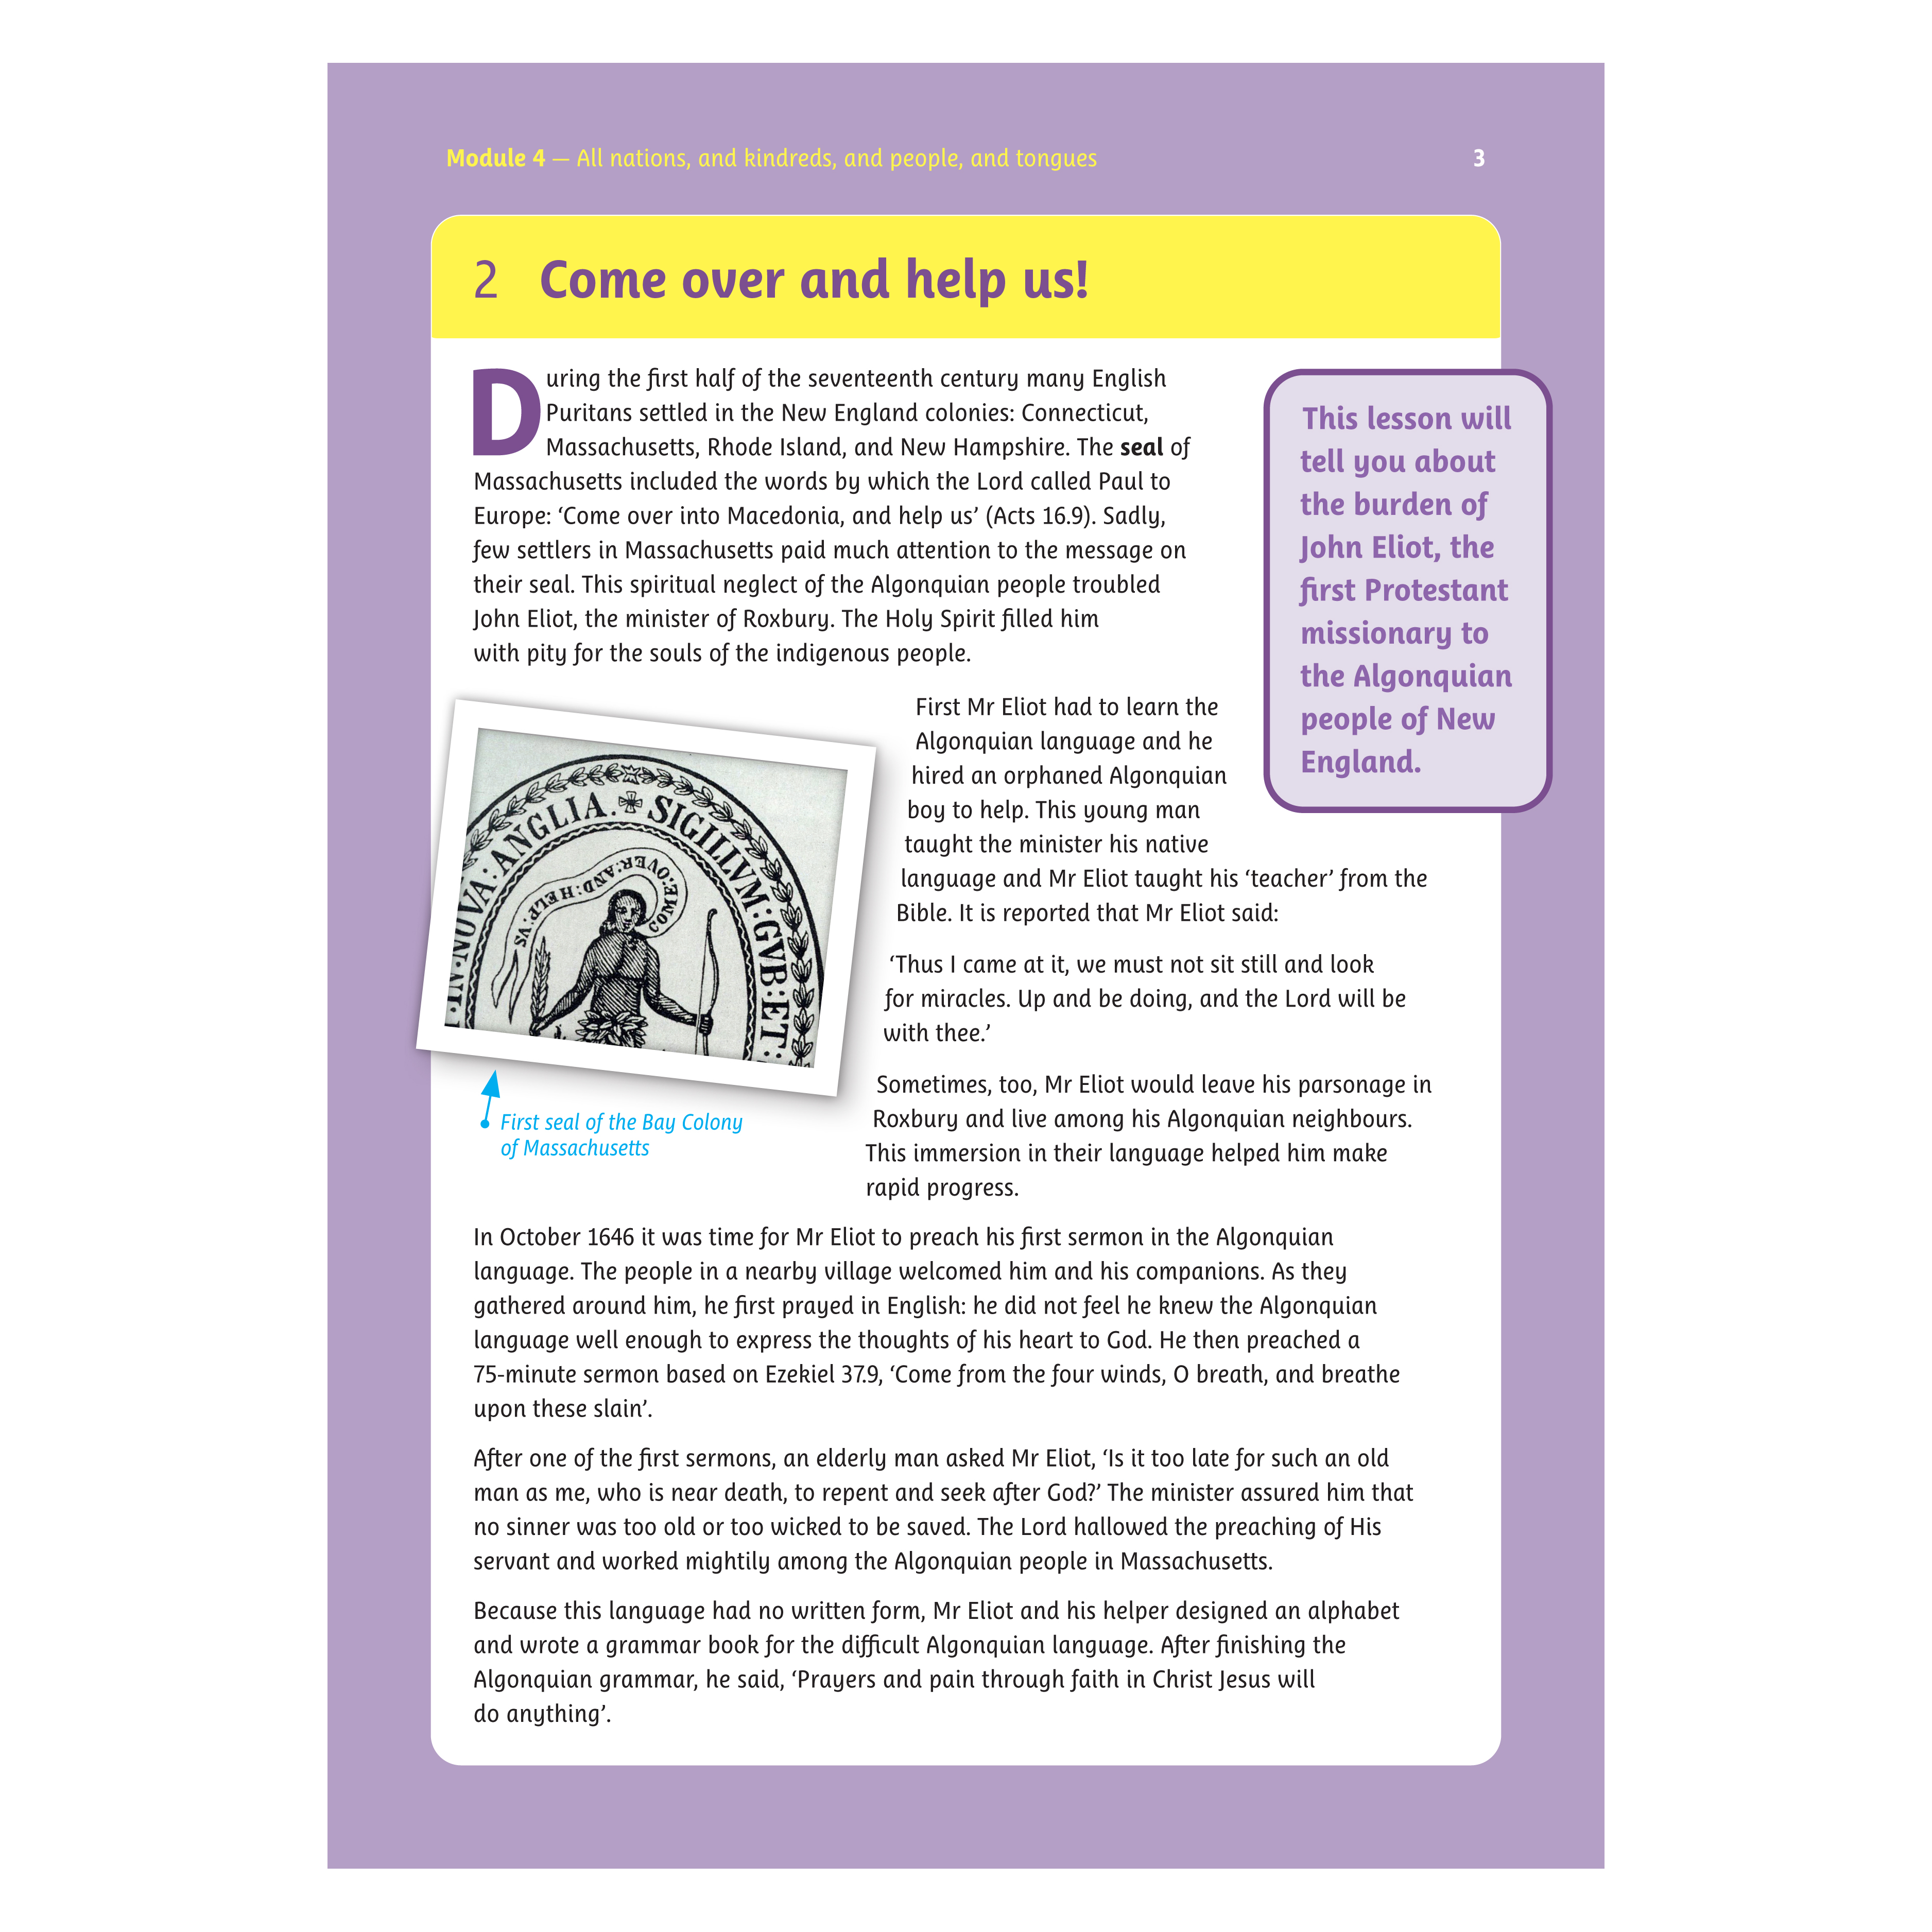 Module 4 — All nations, and kindreds, and people, and tongues
3
2 Come over and help us!
During the first half of the seventeenth century many English
Puritans settled in the New England colonies: Connecticut,
Massachusetts, Rhode Island, and New Hampshire. The seal of
Massachusetts included the words by which the Lord called Paul to
Europe: ‘Come over into Macedonia, and help us’ (Acts 16.9). Sadly,
few settlers in Massachusetts paid much attention to the message on
their seal. This spiritual neglect of the Algonquian people troubled
John Eliot, the minister of Roxbury. The Holy Spirit filled him
with pity for the souls of the indigenous people.
This lesson will
tell you about
the burden of
John Eliot, the
first Protestant
missionary to
the Algonquian
people of New
England.
First Mr Eliot had to learn the
Algonquian language and he
hired an orphaned Algonquian
boy to help. This young man
taught the minister his native
language and Mr Eliot taught his ‘teacher’ from the
Bible. It is reported that Mr Eliot said:
‘Thus I came at it, we must not sit still and look
for miracles. Up and be doing, and the Lord will be
with thee.’
IN:NOVA:ANGLIA. SIGILLVM:GVB:ET:
COME:OVER:AND:HELP:VS
First seal of the Bay Colony
of Massachusetts
Sometimes, too, Mr Eliot would leave his parsonage in
Roxbury and live among his Algonquian neighbours.
This immersion in their language helped him make
rapid progress.
In October 1646 it was time for Mr Eliot to preach his first sermon in the Algonquian
language. The people in a nearby village welcomed him and his companions. As they
gathered around him, he first prayed in English: he did not feel he knew the Algonquian
language well enough to express the thoughts of his heart to God. He then preached a
75-minute sermon based on Ezekiel 37.9, ‘Come from the four winds, O breath, and breathe
upon these slain’.
After one of the first sermons, an elderly man asked Mr Eliot, ‘Is it too late for such an old
man as me, who is near death, to repent and seek after God?’ The minister assured him that
no sinner was too old or too wicked to be saved. The Lord hallowed the preaching of His
servant and worked mightily among the Algonquian people in Massachusetts.
Because this language had no written form, Mr Eliot and his helper designed an alphabet
and wrote a grammar book for the difficult Algonquian language. After finishing the
Algonquian grammar, he said, ‘Prayers and pain through faith in Christ Jesus will
do anything’.